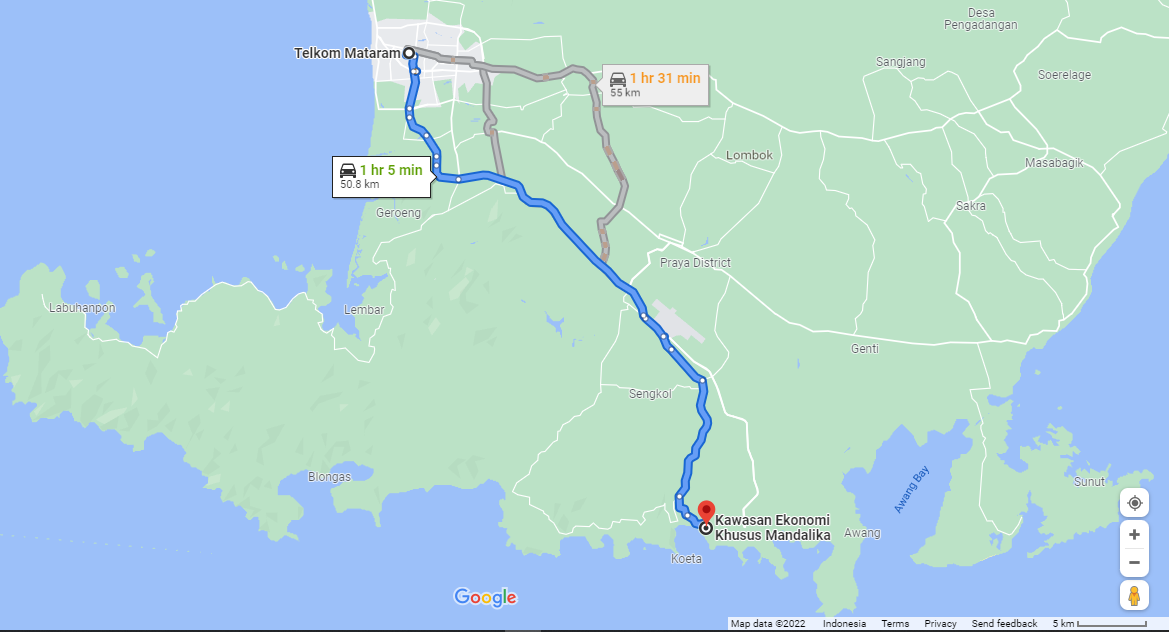 Desa
Pengadangan
Telkom Mataram
Sangjang
Soerelage
1 hr 31 min
55 km
Lombok
Masabagik
1 hr 5 min
50.8 km
Geroeng
Sakra
Praya District
Labuhanpon
Lembar
Genti
Sengkol
Blongas
Awang Bay
Sunut
Kawasan Ekonomi
Khusus Mandalika
Awang
Koeta
Google
Map data ©2022 Indonesia Terms Privacy Send feedback 5 km